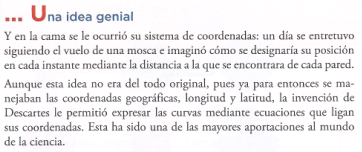 ... Una idea genial
Y en la cama se le ocurrió su sistema de coordenadas: un día se entretuvo
siguiendo el vuelo de una mosca e imaginó cómo se designaría su posición
en cada instante mediante la distancia a la que se encontrara de cada pared.
Aunque esta idea no era del todo original, pues ya para entonces se ma-
nejaban las coordenadas geográficas, longitud y latitud, la invención de
Descartes le permitió expresar las curvas mediante ecuaciones que ligan
sus coordenadas. Esta ha sido una de las mayores aportaciones al mundo
de la ciencia.